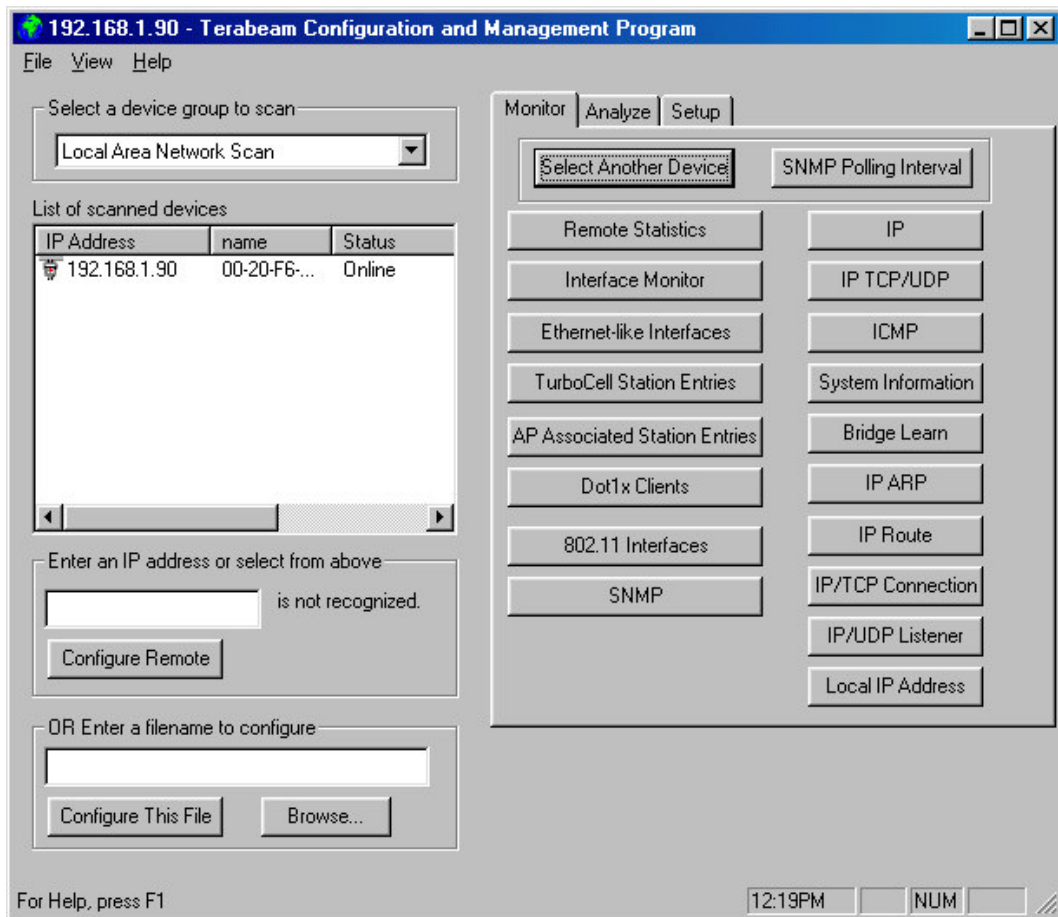 192.168.1.90 - Terabeam Configuration and Management Program
File View Help
Select a device group to scan
Local Area Network Scan
List of scanned devices
IP Address name Status
192.168.1.90 00-20-F6-... Online
Enter an IP address or select from above
is not recognized.
Configure Remote
OR Enter a filename to configure
Configure This File Browse...
Monitor Analyze Setup
Select Another Device SNMP Polling Interval
Remote Statistics IP
Interface Monitor IP TCP/UDP
Ethernet-like Interfaces ICMP
TurboCell Station Entries System Information
AP Associated Station Entries Bridge Learn
Dot1x Clients IP ARP
802.11 Interfaces IP Route
SNMP IP/TCP Connection
IP/UDP Listener
Local IP Address
For Help, press F1 12:19PM NUM